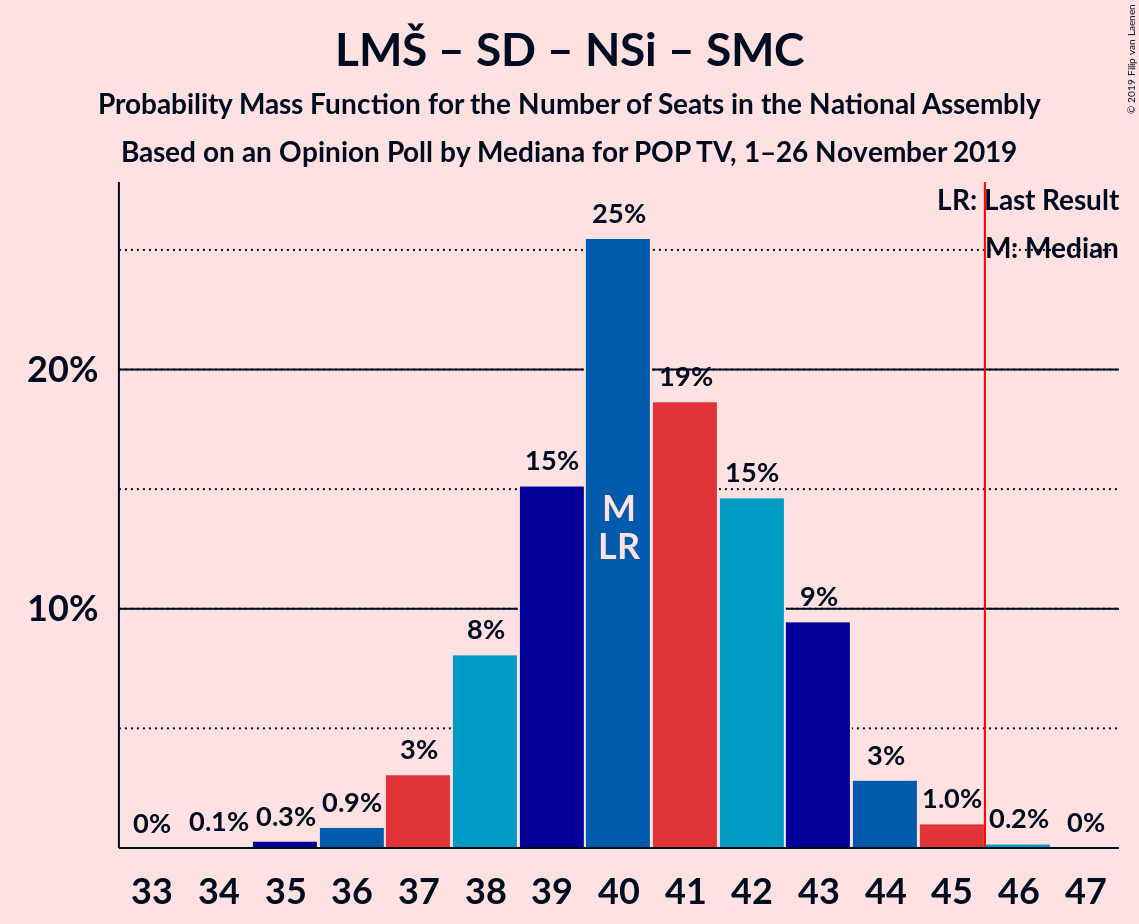 LMŠ – SD – NSi – SMC
Probability Mass Function for the Number of Seats in the National Assembly
Based on an Opinion Poll by Mediana for POP TV, 1–26 November 2019
© 2019 Filip van Laenen
LR: Last Result
M: Median
20%
10%
0%
0.1%
0.3%
0.9%
3%
8%
15%
25%
19%
15%
9%
3%
1.0%
0.2%
0%
M
LR
33 34 35 36 37 38 39 40 41 42 43 44 45 46 47